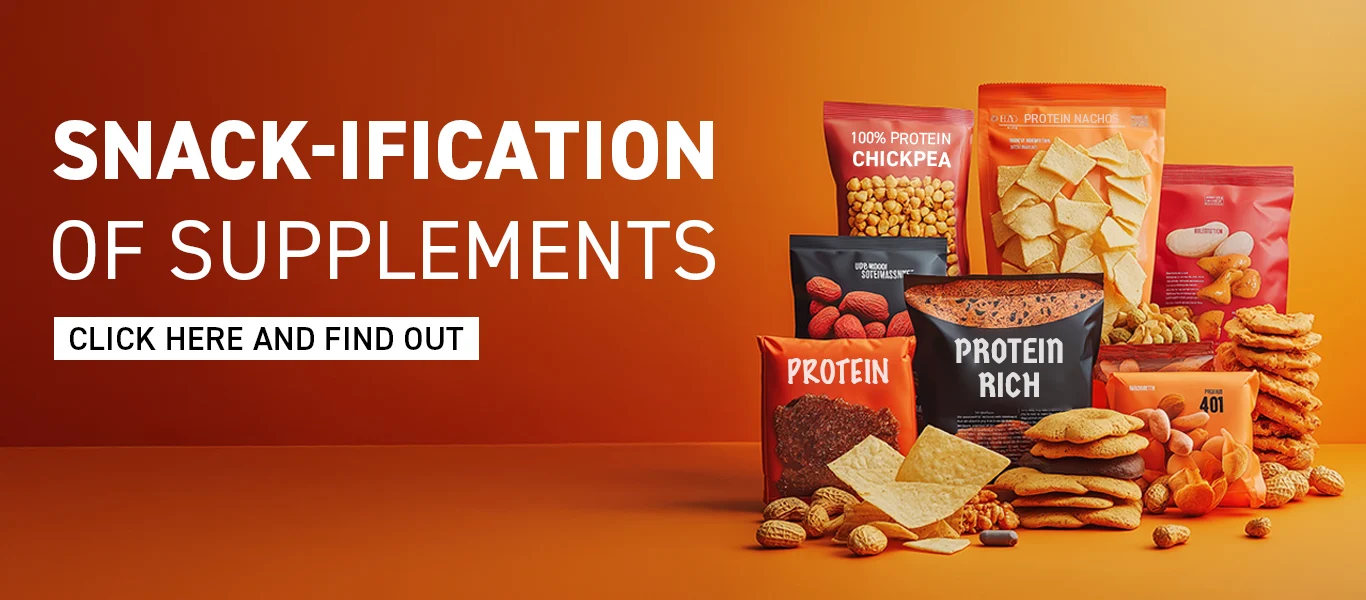 SNACK-IFICATION
OF SUPPLEMENTS
CLICK HERE AND FIND OUT
100% PROTEIN
CHICKPEA
PROTEIN NACHOS
PROTEIN
PROTEIN
RICH
401